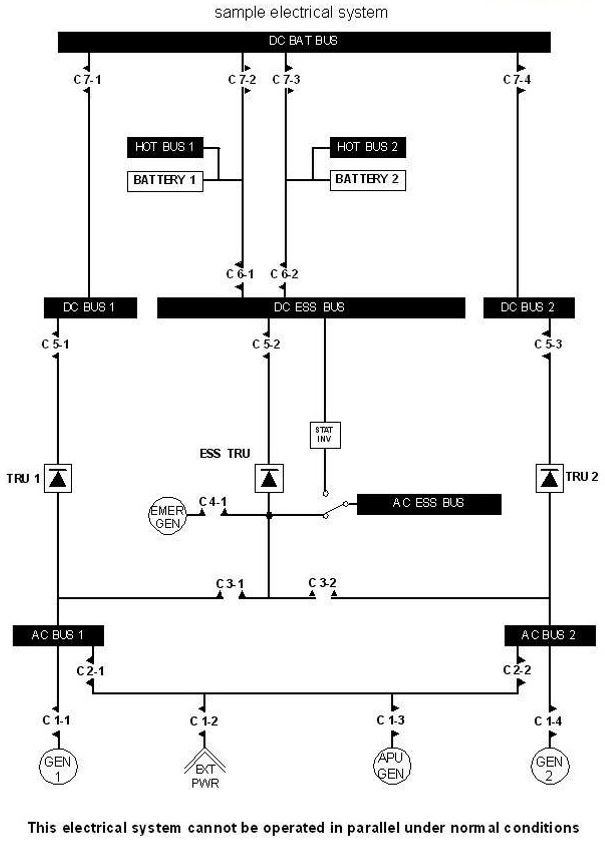 sample electrical system
DC BAT BUS
C 7-1
C 7-2
C 7-3
C 7-4
HOT BUS 1
HOT BUS 2
BATTERY 1
BATTERY 2
C 6-1
C 6-2
DC BUS 1
DC ESS BUS
DC BUS 2
C 5-1
C 5-2
C 5-3
STAT
INV
ESS TRU
TRU 1
TRU 2
C 4-1
AC ESS BUS
EMER
GEN
C 3-1
C 3-2
AC BUS 1
AC BUS 2
C 2-1
C 2-2
C 1-1
C 1-2
C 1-3
C 1-4
GEN
1
EXT
PWR
APU
GEN
GEN
2
This electrical system cannot be operated in parallel under normal conditions